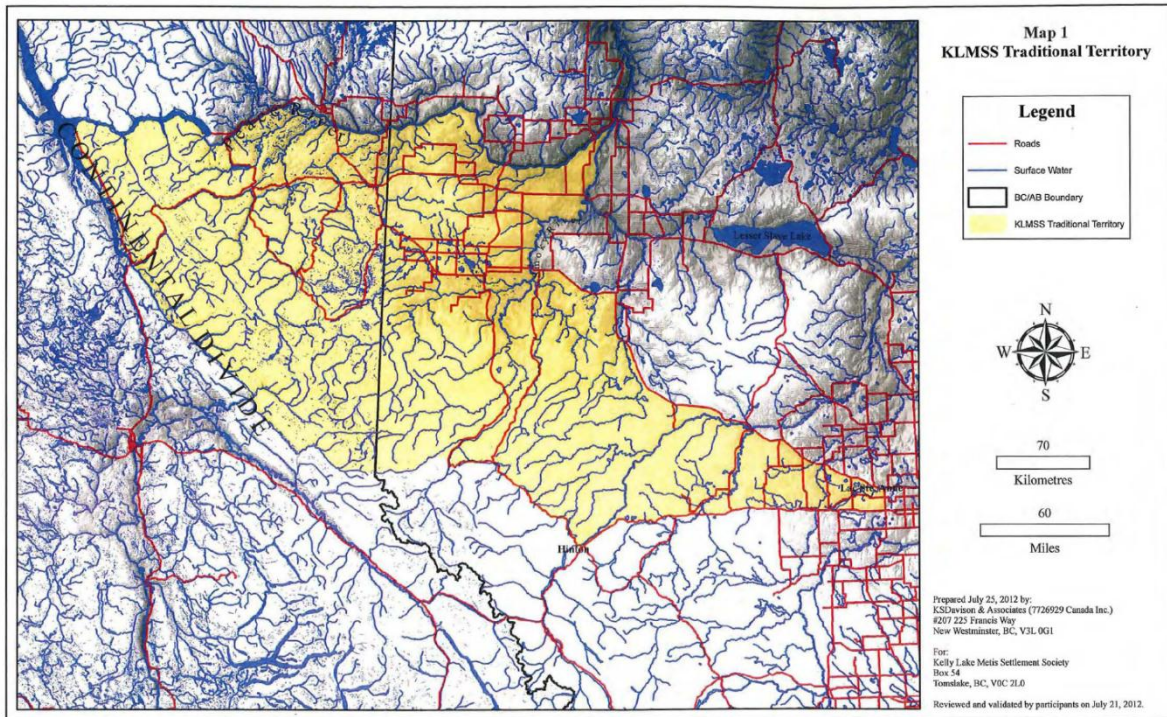 Map 1
KLMSS Traditional Territory
Legend
Roads
Surface Water
BC/AB Boundary
KLMSS Traditional Territory
N
W
E
S
70
Kilometres
60
Miles
Prepared July 25, 2012 by:
KSDavison & Associates (7726929 Canada Inc.)
#207 225 Francis Way
New Westminster, BC, V3L 0G1
For:
Kelly Lake Metis Settlement Society
Box 54
Tomslake, BC, V0C 2L0
Reviewed and validated by participants on July 21, 2012.
CONTINENTAL DIVIDE
Lesser Slave Lake
Hinton